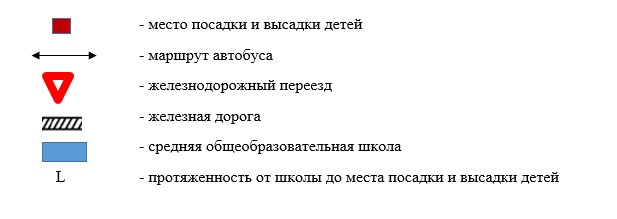 - место посадки и высадки детей
- маршрут автобуса
- железнодорожный переезд
- железная дорога
- средняя общеобразовательная школа
L - протяженность от школы до места посадки и высадки детей